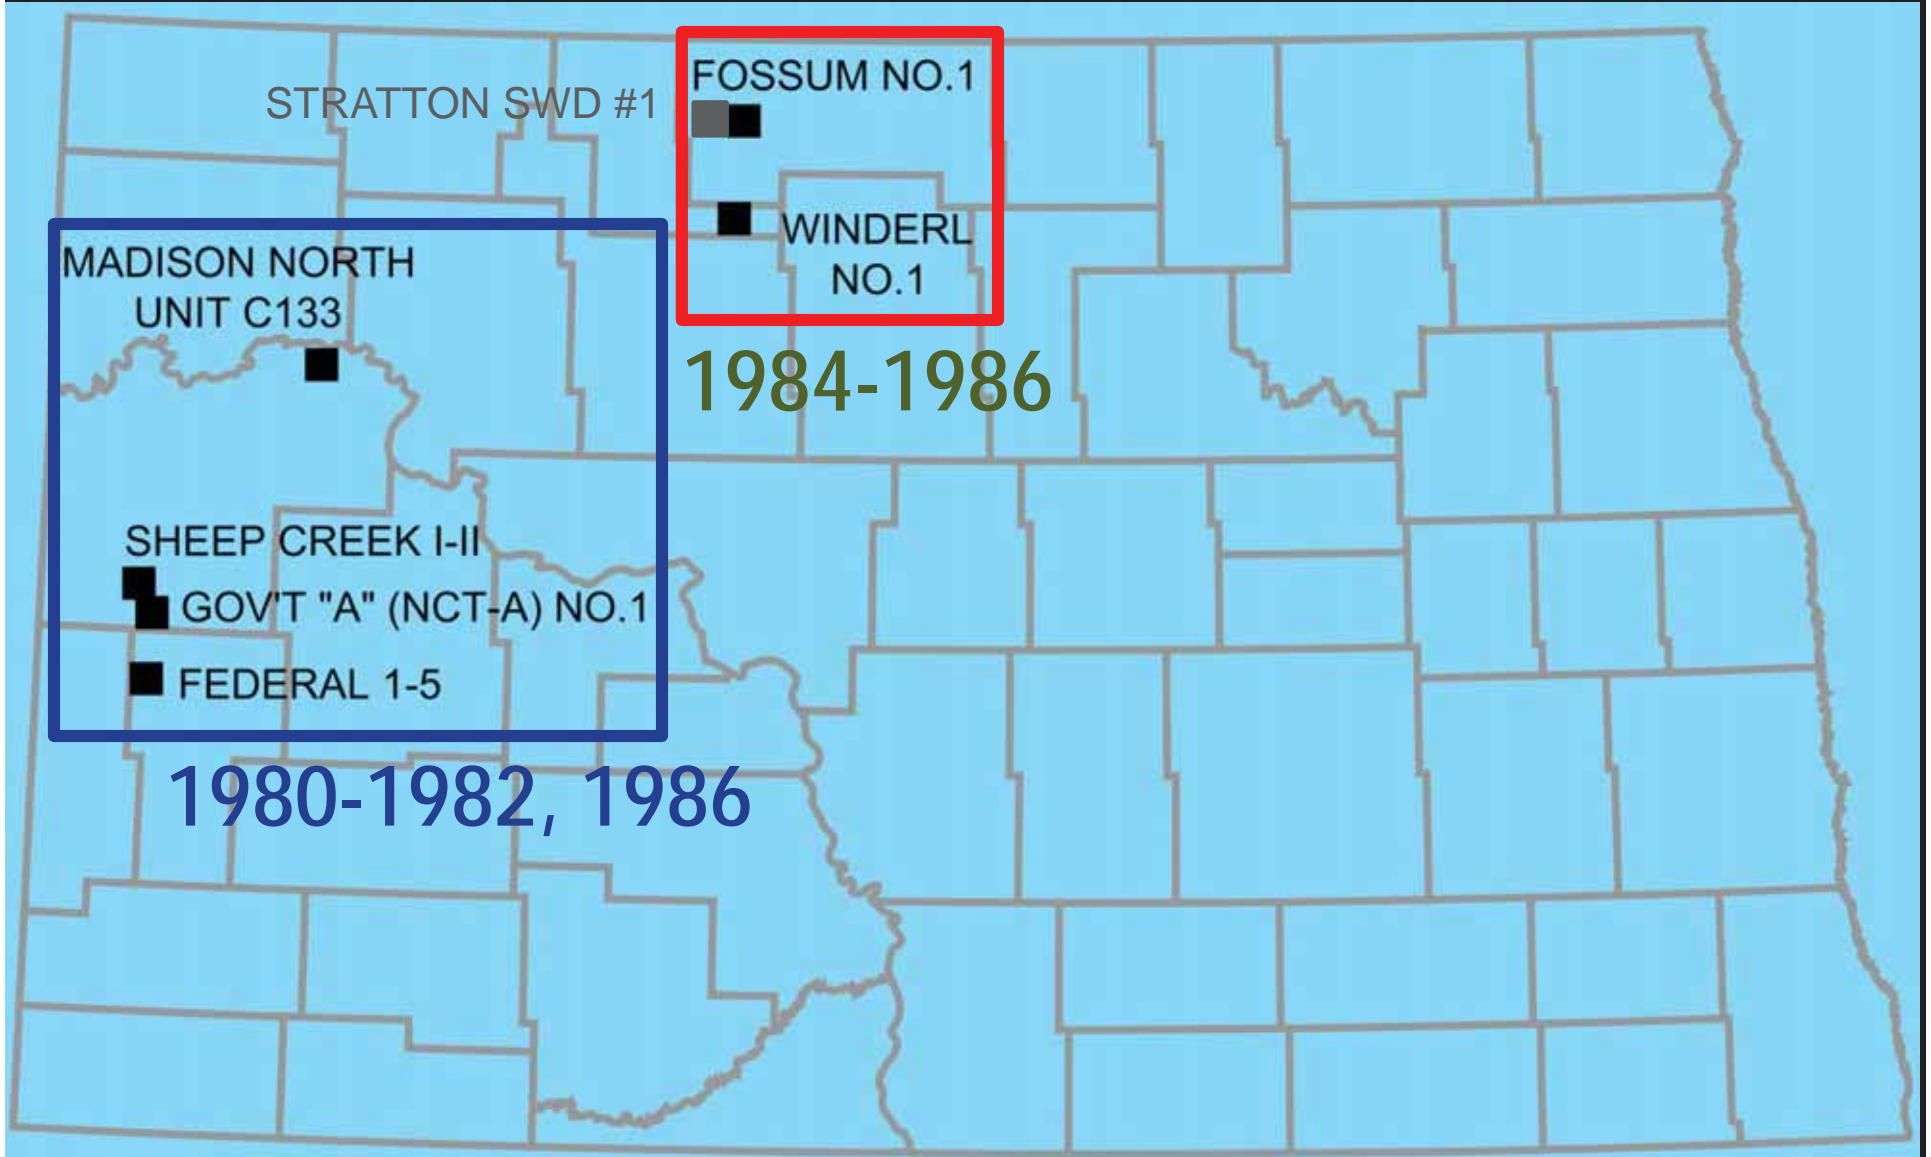 FOSSUM NO.1
STRATTON SWD #1
WINDERL
NO.1
MADISON NORTH
UNIT C133
1984-1986
SHEEP CREEK I-II
GOV'T "A" (NCT-A) NO.1
FEDERAL 1-5
1980-1982, 1986